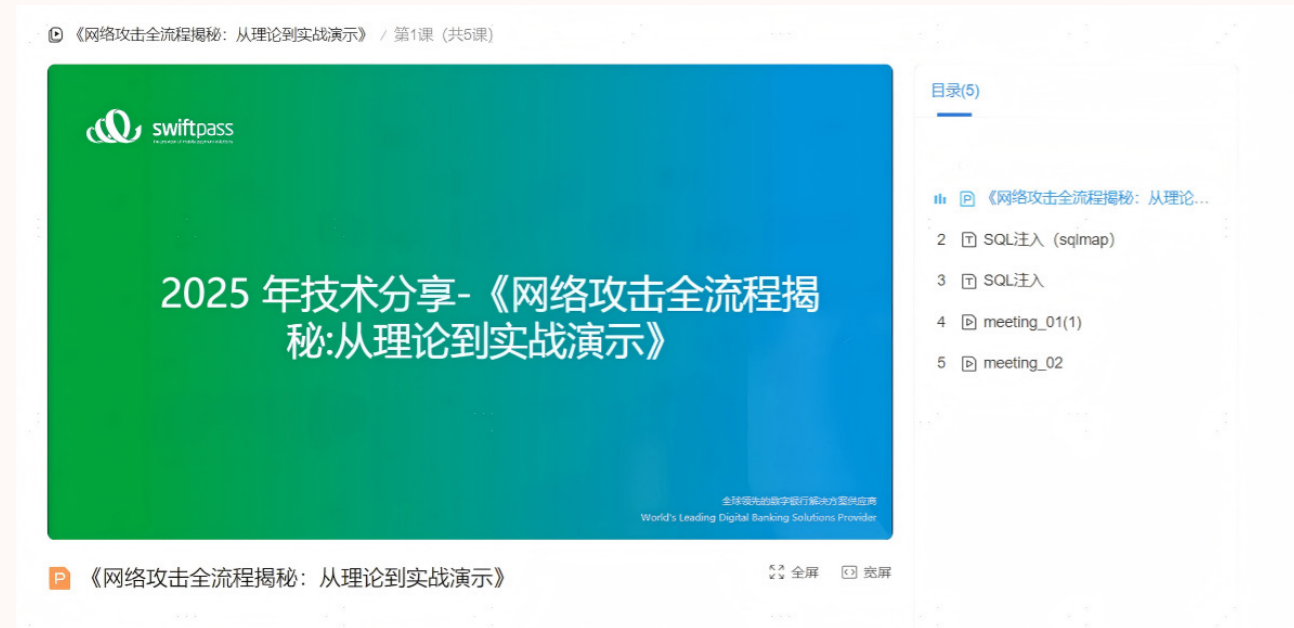 《网络攻击全流程揭秘：从理论到实战演示》 / 第1课（共5课）
swiftpass
2025 年技术分享-《网络攻击全流程揭
秘:从理论到实战演示》
全球领先的数字银行解决方案供应商
World's Leading Digital Banking Solutions Provider
《网络攻击全流程揭秘：从理论到实战演示》
全屏 宽屏
目录(5)
《网络攻击全流程揭秘：从理论...
2 SQL注入（sqlmap）
3 SQL注入
4 meeting_01(1)
5 meeting_02